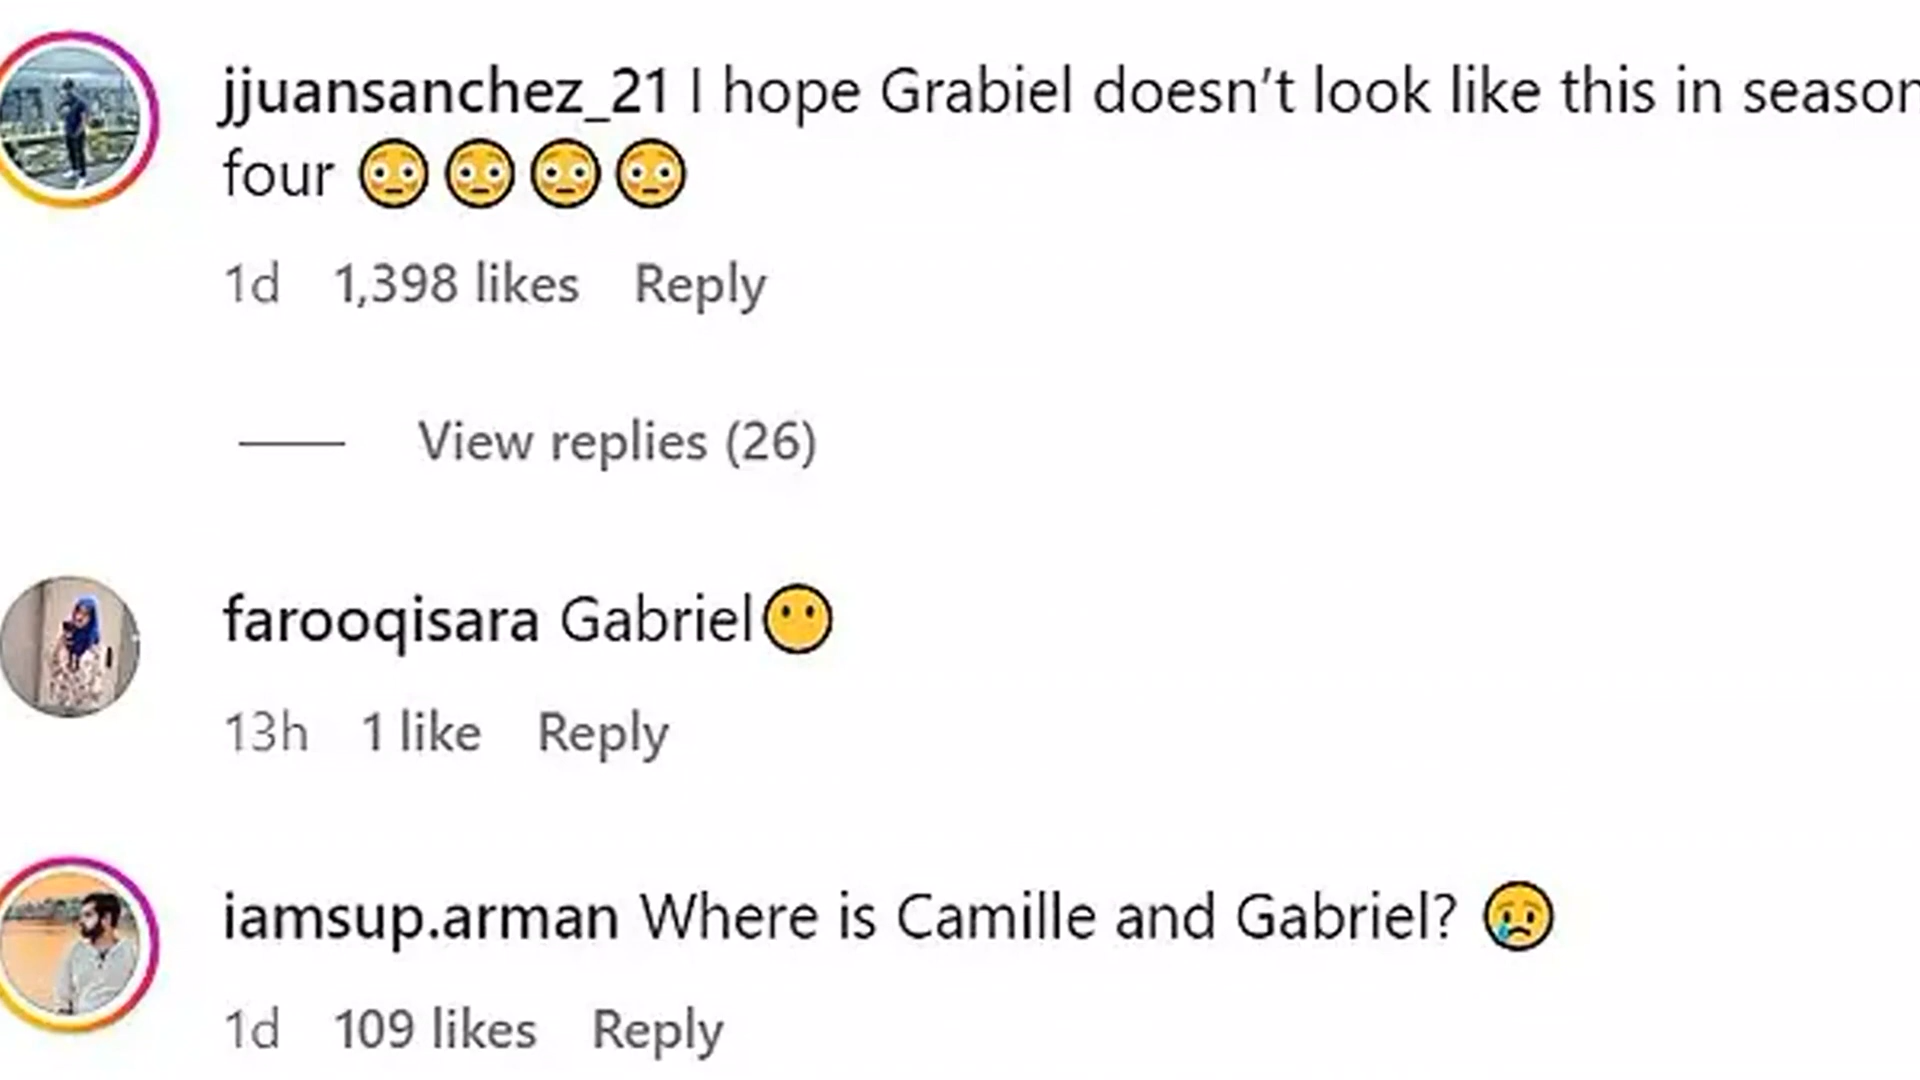 jjuansanchez_21 I hope Grabiel doesn’t look like this in season
four 😳😳😳😳
1d 1,398 likes Reply
View replies (26)
farooqisara Gabriel😶
13h 1 like Reply
iamsup.arman Where is Camille and Gabriel? 😢
1d 109 likes Reply